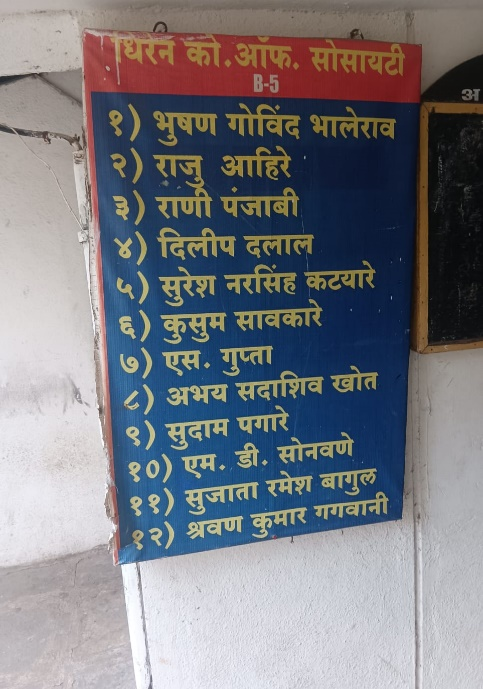 धिरन को.ऑफ. सोसायटी
B-5
१) भुषण गोविंद भालेराव
२) राजु आहिरे
३) राणी पंजाबी
४) दिलीप दलाल
५) सुरेश नरसिंह कटयारे
६) कुसुम सावकारे
७) एस. गुप्ता
८) अभय सदाशिव खोत
९) सुदाम पगारे
१०) एम. डी. सोनवणे
११) सुजाता रमेश बागुल
१२) श्रवण कुमार गगवानी